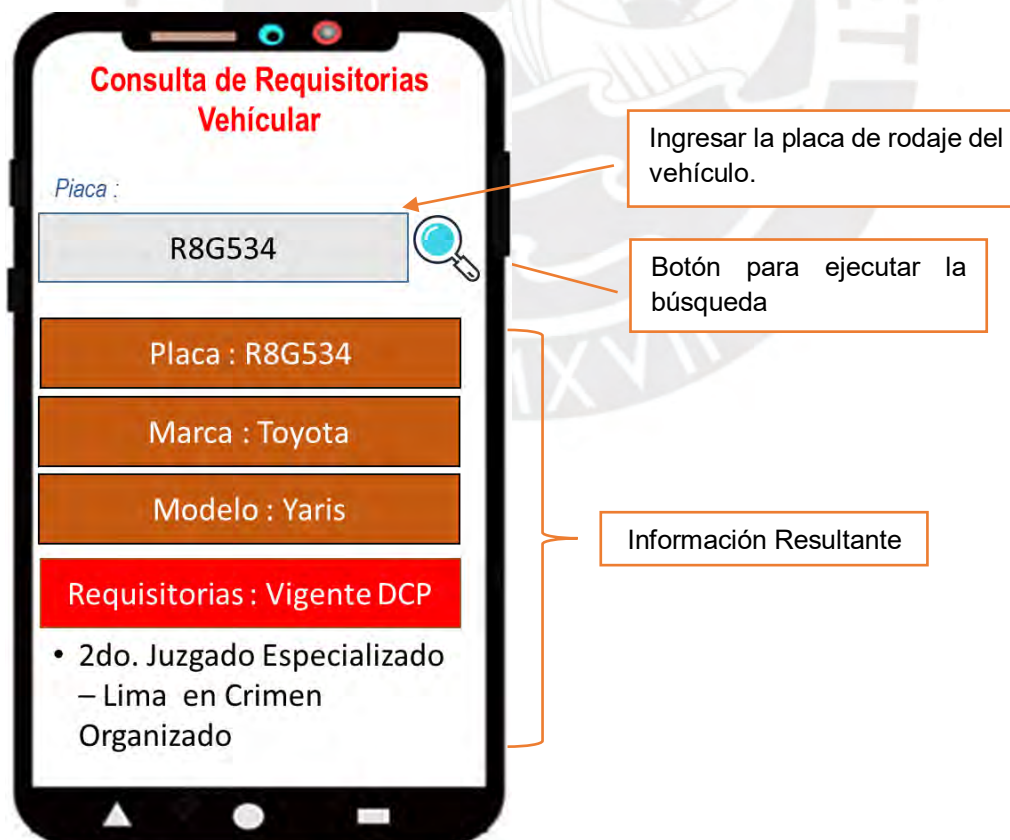 Consulta de Requisitorias
Vehícular
Piaca :
R8G534
Placa : R8G534
Marca : Toyota
Modelo : Yaris
Requisitorias : Vigente DCP
• 2do. Juzgado Especializado
– Lima en Crimen
Organizado
Ingresar la placa de rodaje del
vehículo.
Botón para ejecutar la
búsqueda
Información Resultante
MXVII